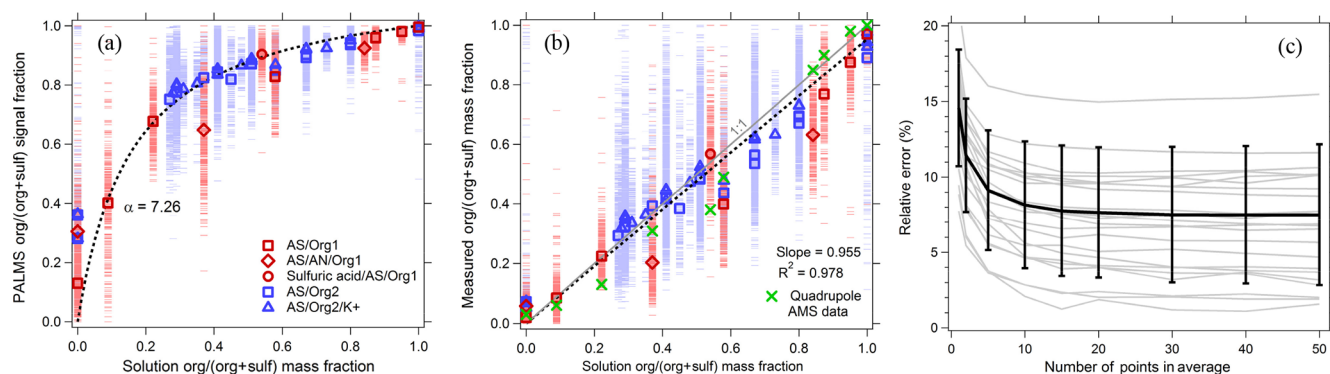 (a)
PALMS org/(org+sulf) signal fraction
1.0
0.8
0.6
0.4
0.2
0.0
α = 7.26
AS/Org1
AS/AN/Org1
Sulfuric acid/AS/Org1
AS/Org2
AS/Org2/K+
0.0 0.2 0.4 0.6 0.8 1.0
Solution org/(org+sulf) mass fraction
(b)
Measured org/(org+sulf) mass fraction
1.0
0.8
0.6
0.4
0.2
0.0
1:1
Slope = 0.955
R² = 0.978
Quadrupole
AMS data
0.0 0.2 0.4 0.6 0.8 1.0
Solution org/(org+sulf) mass fraction
(c)
Relative error (%)
20
15
10
5
0
0 10 20 30 40 50
Number of points in average